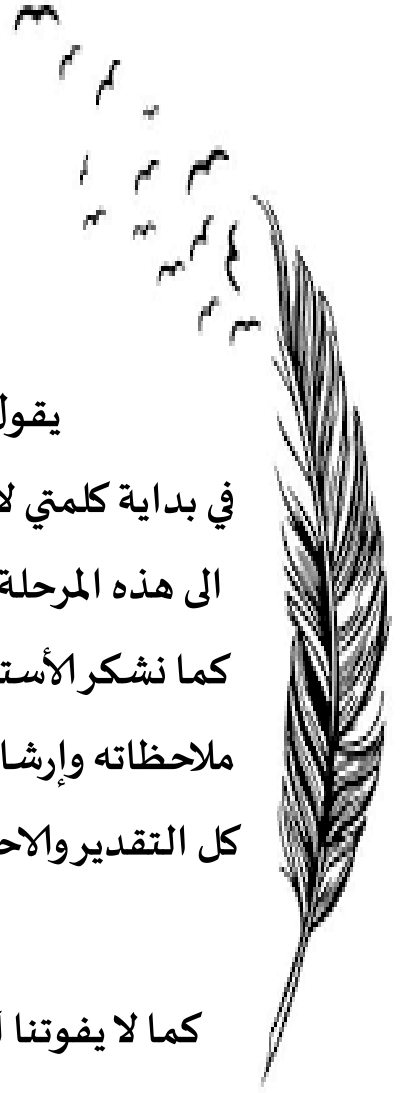 يقول
في بداية كلمتي لا
الى هذه المرحلة
كما نشكر الأست
ملاحظاته وإرشا
كل التقدير والاح
كما لا يفوتنا أ